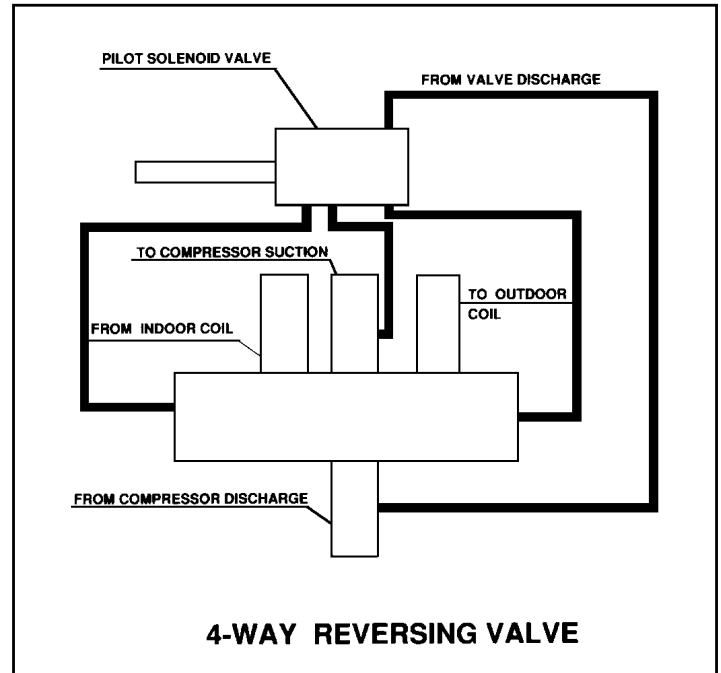 PILOT SOLENOID VALVE
FROM VALVE DISCHARGE
TO COMPRESSOR SUCTION
TO OUTDOOR
COIL
FROM INDOOR COIL
FROM COMPRESSOR DISCHARGE
4-WAY REVERSING VALVE